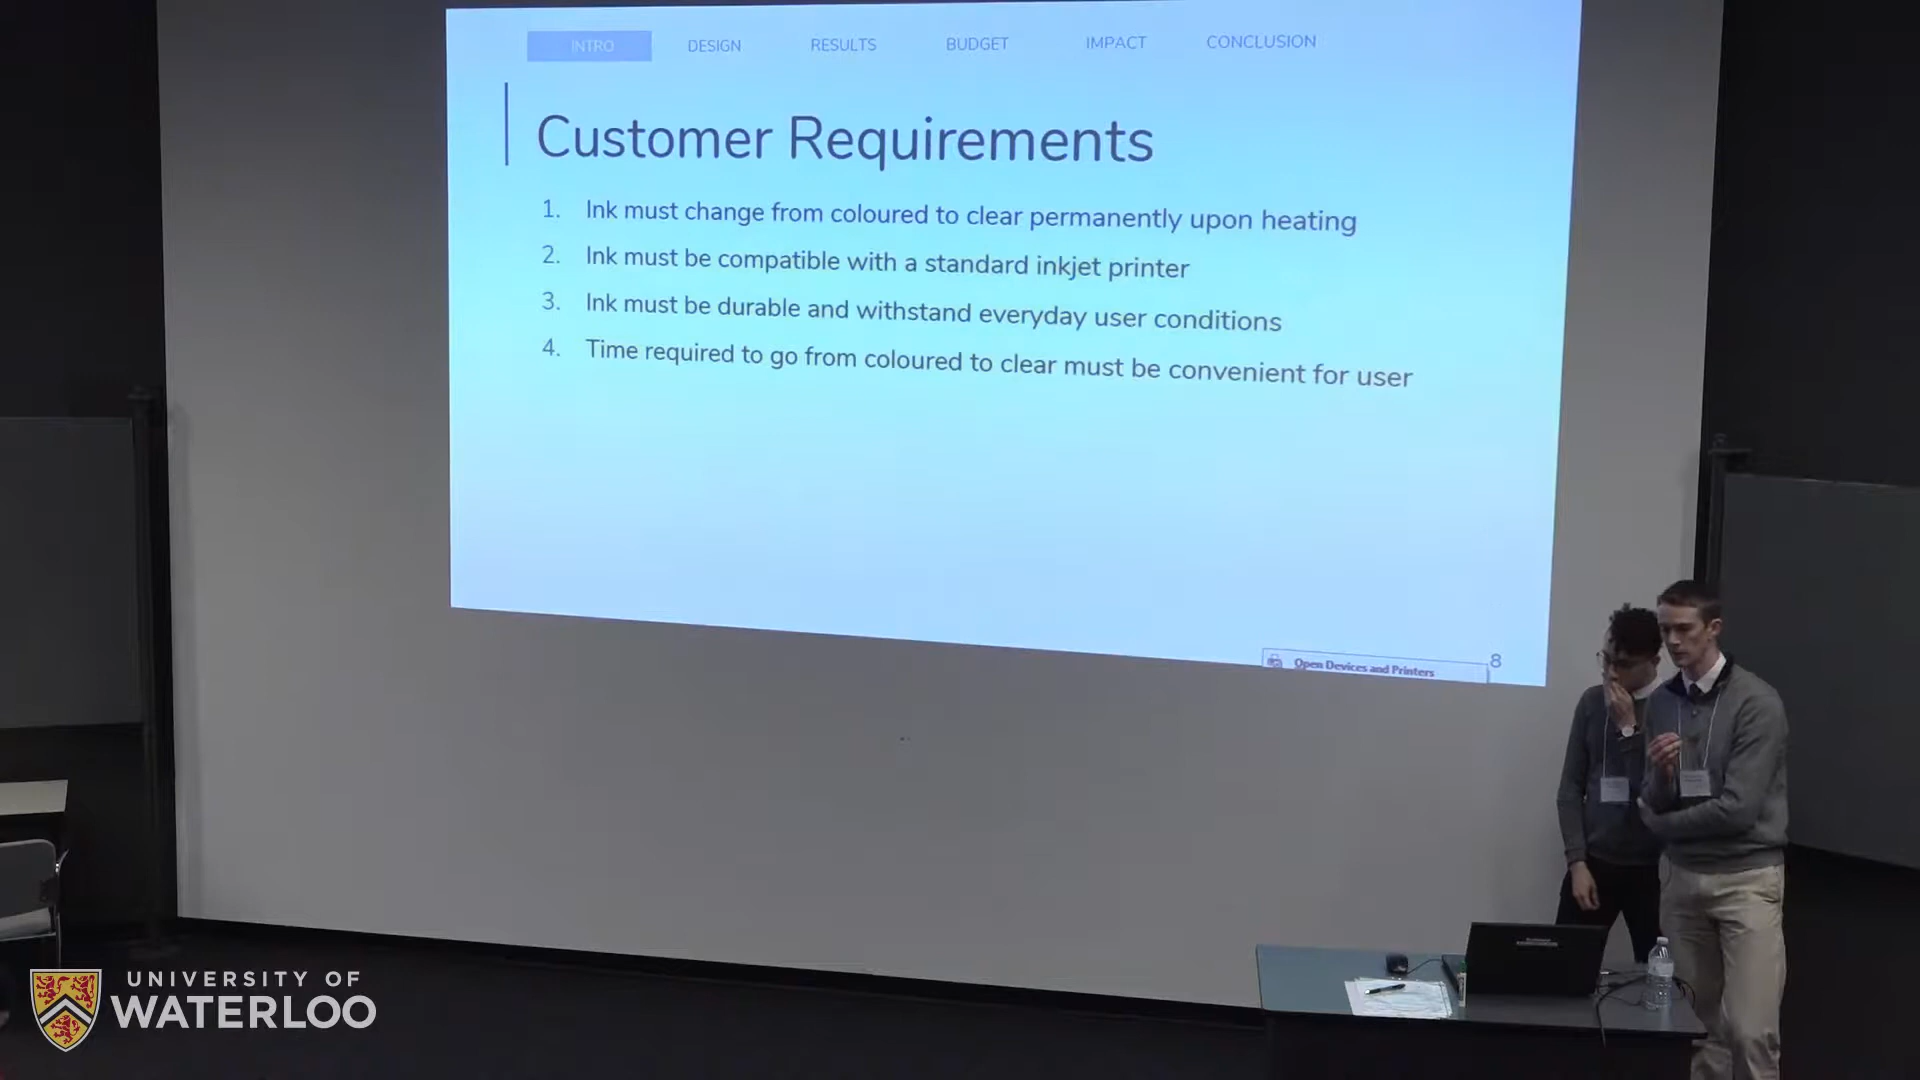 INTRO DESIGN RESULTS BUDGET IMPACT CONCLUSION
Customer Requirements
1. Ink must change from coloured to clear permanently upon heating
2. Ink must be compatible with a standard inkjet printer
3. Ink must be durable and withstand everyday user conditions
4. Time required to go from coloured to clear must be convenient for user
Open Devices and Printers
8
UNIVERSITY OF
WATERLOO